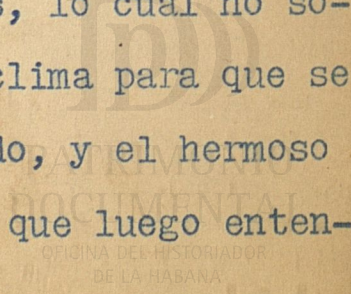 , lo cual no so-
clima para que se
do, y el hermoso
que luego enten-
PATRIMONIO
DOCUMENTAL
OFICINA DEL HISTORIADOR
DE LA HABANA